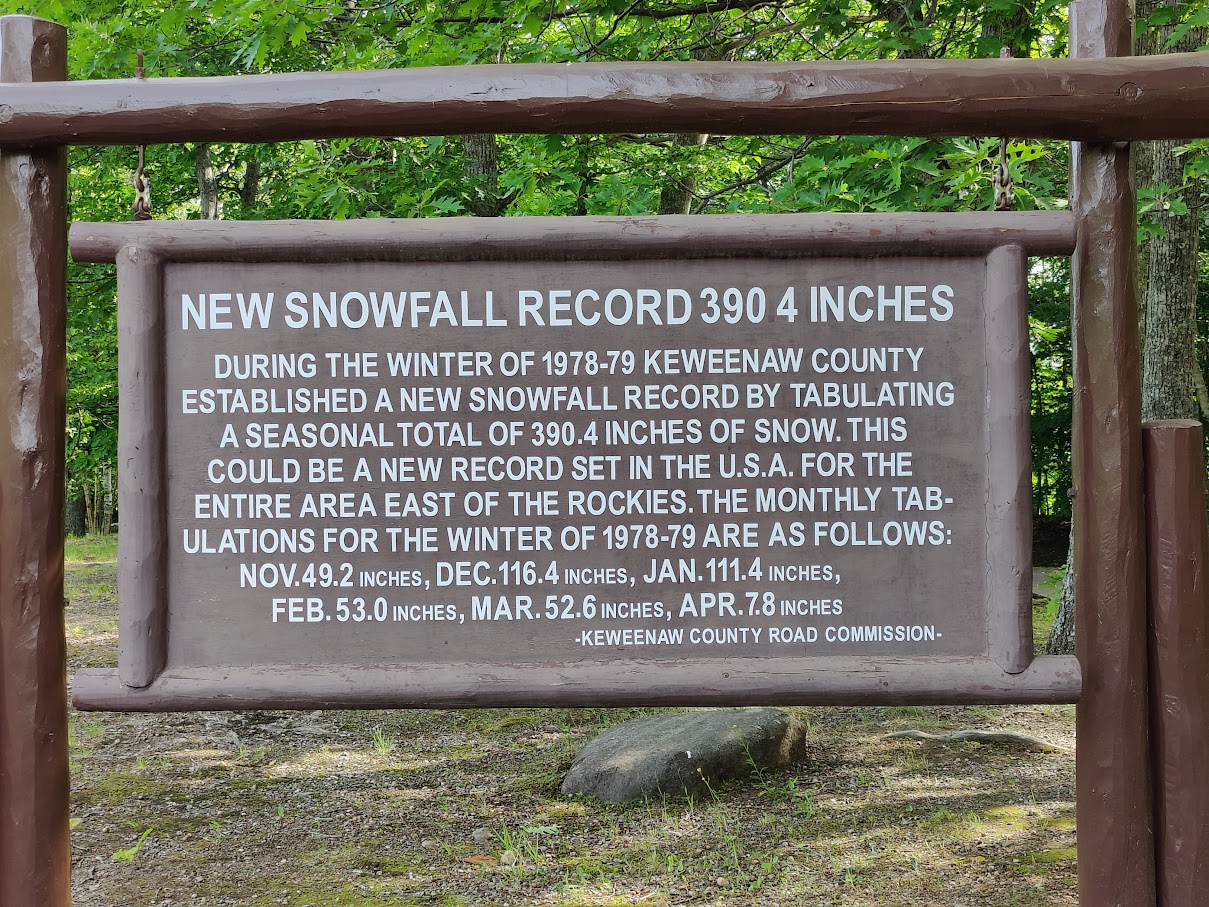 NEW SNOWFALL RECORD 390 4 INCHES
DURING THE WINTER OF 1978-79 KEWEENAW COUNTY
ESTABLISHED A NEW SNOWFALL RECORD BY TABULATING
A SEASONAL TOTAL OF 390.4 INCHES OF SNOW. THIS
COULD BE A NEW RECORD SET IN THE U.S.A. FOR THE
ENTIRE AREA EAST OF THE ROCKIES. THE MONTHLY TAB-
ULATIONS FOR THE WINTER OF 1978-79 ARE AS FOLLOWS:
NOV. 49.2 INCHES, DEC. 116.4 INCHES, JAN. 111.4 INCHES,
FEB. 53.0 INCHES, MAR. 52.6 INCHES, APR. 7.8 INCHES
-KEWEENAW COUNTY ROAD COMMISSION-